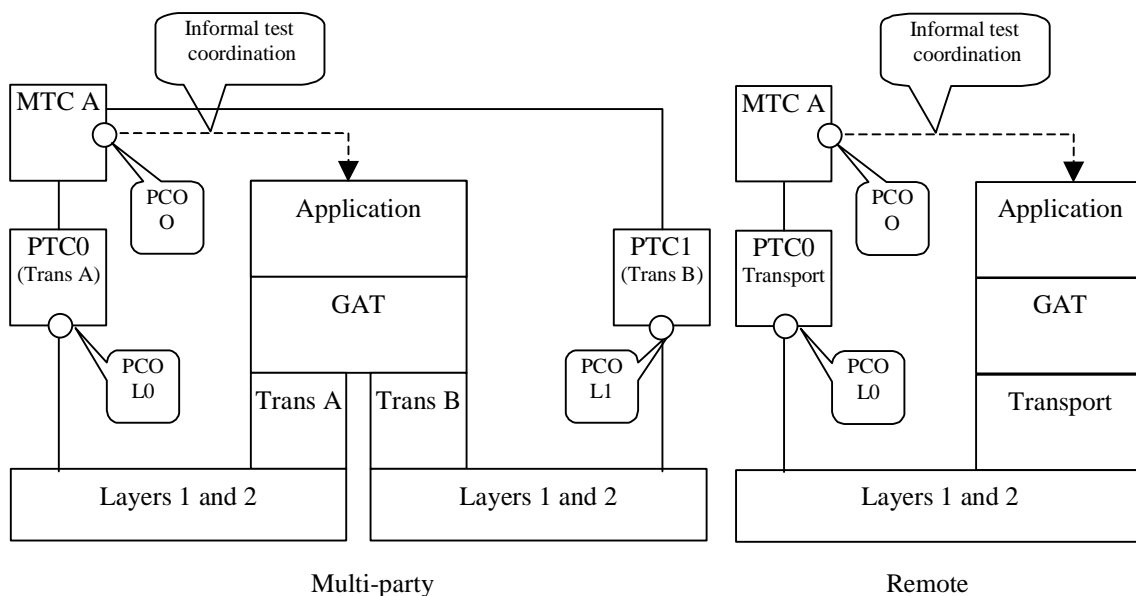 Informal test
coordination
MTC A
PCO
O
Application
PTC0
(Trans A)
GAT
PTC1
(Trans B)
PCO
L0
PCO
L1
Trans A
Trans B
Layers 1 and 2
Layers 1 and 2
Multi-party
Informal test
coordination
MTC A
PCO
O
Application
PTC0
Transport
GAT
PCO
L0
Transport
Layers 1 and 2
Remote